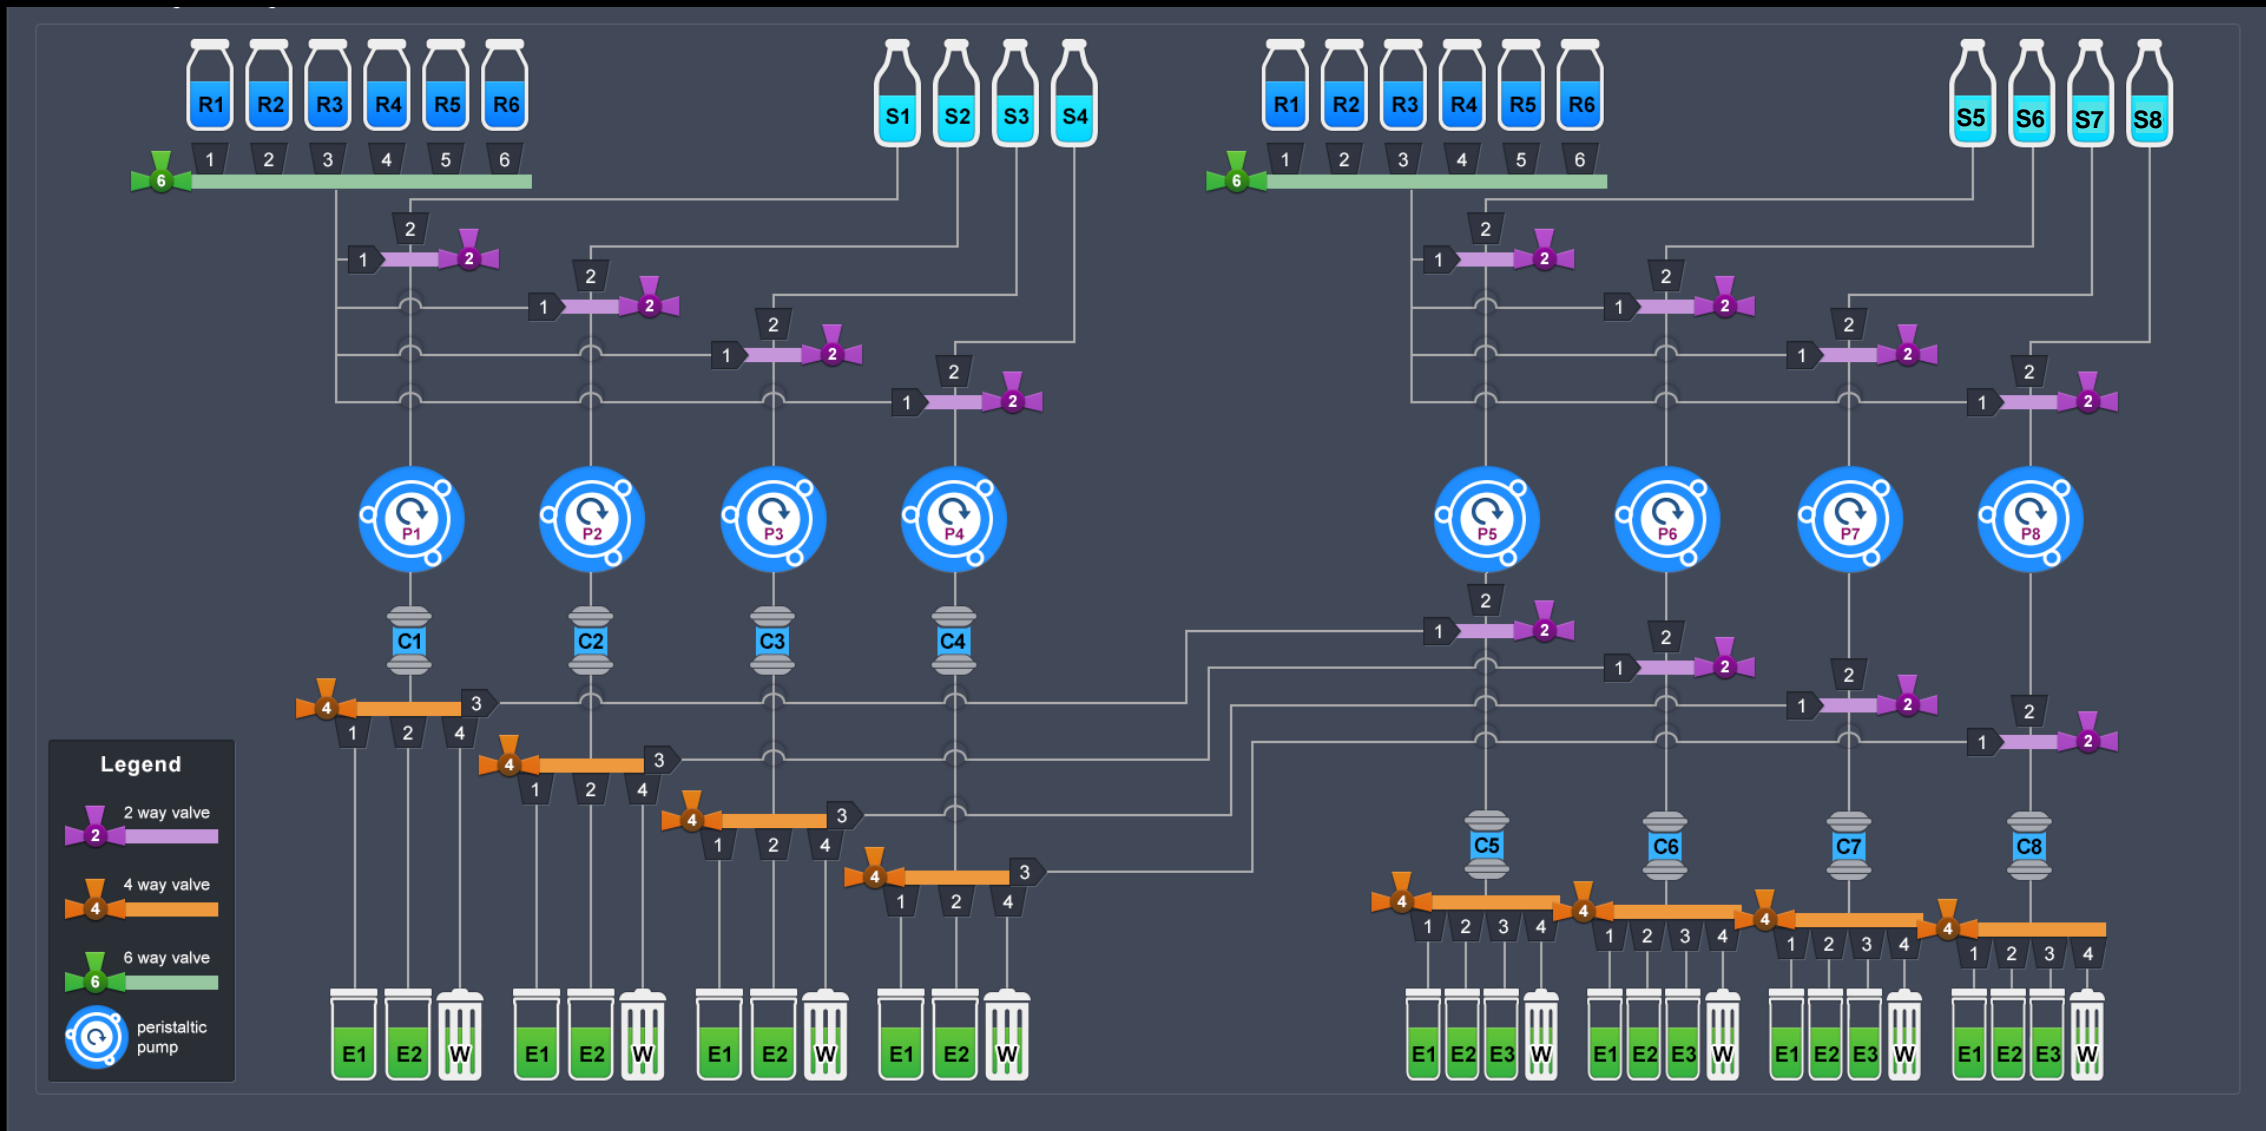 R1 R2 R3 R4 R5 R6
S1 S2 S3 S4
R1 R2 R3 R4 R5 R6
S5 S6 S7 S8
6 1 2 3 4 5 6
6 1 2 3 4 5 6
2
1 2
2
1 2
2
1 2
2
1 2
2
1 2
2
1 2
2
1 2
2
1 2
P1 P2 P3 P4
P5 P6 P7 P8
C1 C2 C3 C4
2
1 2
2
1 2
2
1 2
2
1 2
4 3
1 2 4
4 3
1 2 4
4 3
1 2 4
4 3
1 2 4
C5 C6 C7 C8
4
1 2 3 4
4
1 2 3 4
4
1 2 3 4
4
1 2 3 4
Legend
2 way valve
2
4 way valve
4
6 way valve
6
peristaltic
pump
E1 E2 W
E1 E2 W
E1 E2 W
E1 E2 W
E1 E2 E3 W
E1 E2 E3 W
E1 E2 E3 W
E1 E2 E3 W